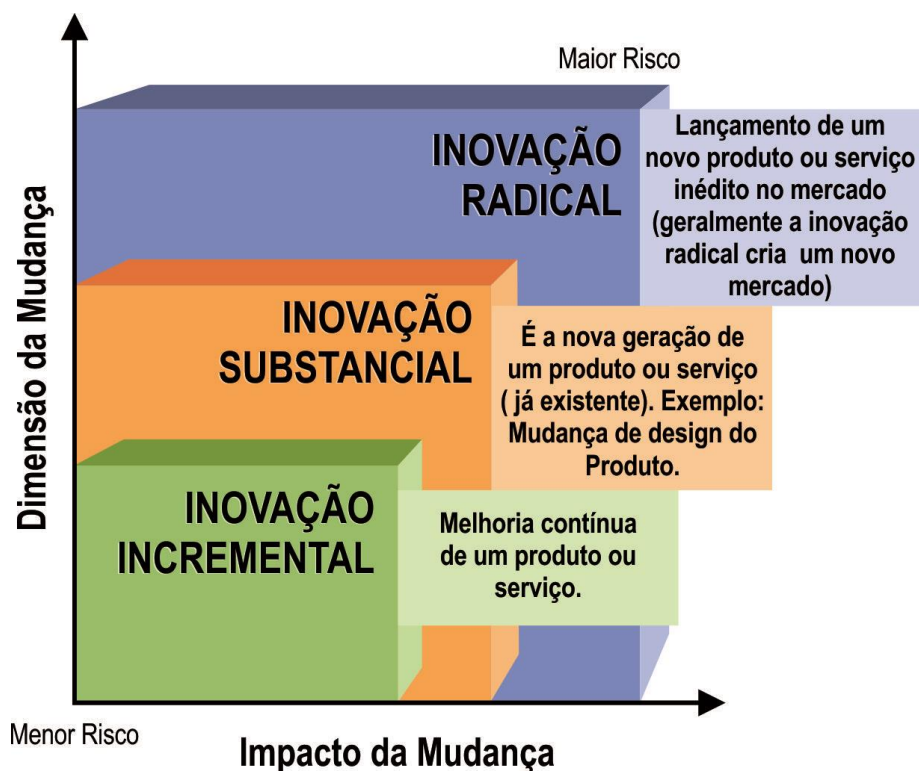 Maior Risco
INOVAÇÃO
RADICAL
Lançamento de um
novo produto ou serviço
inédito no mercado
(geralmente a inovação
radical cria um novo
mercado)
Dimensão da Mudança
INOVAÇÃO
SUBSTANCIAL
É a nova geração de
um produto ou serviço
( já existente). Exemplo:
Mudança de design do
Produto.
INOVAÇÃO
INCREMENTAL
Melhoria contínua
de um produto ou
serviço.
Menor Risco
Impacto da Mudança